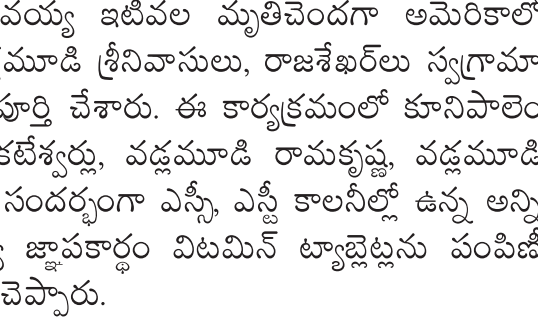 వయ్య ఇటీవల మృతిచెందగా అమెరికాలో
మూడి శ్రీనివాసులు, రాజశేఖర్‌లు స్వగ్రామా
పూర్తి చేశారు. ఈ కార్యక్రమంలో కూనిపాలెం
కటేశ్వర్లు, వడ్లమూడి రామకృష్ణ, వడ్లమూడి
సందర్భంగా ఎస్సీ, ఎస్టీ కాలనీల్లో ఉన్న అన్ని
జ్ఞాపకార్థం విటమిన్ ట్యాబ్లెట్లను పంపిణీ
చెప్పారు.